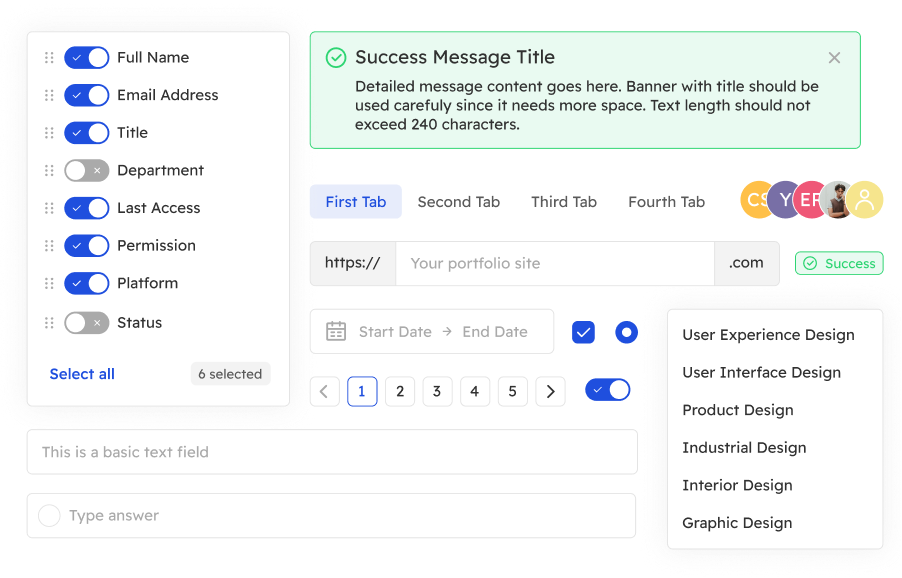 Full Name
Email Address
Title
Department
Last Access
Permission
Platform
Status
Select all
6 selected
Success Message Title
Detailed message content goes here. Banner with title should be
used carefuly since it needs more space. Text length should not
exceed 240 characters.
First Tab
Second Tab
Third Tab
Fourth Tab
CS
Y
https://
Your portfolio site
.com
Success
Start Date
End Date
1
2
3
4
5
User Experience Design
User Interface Design
Product Design
Industrial Design
Interior Design
Graphic Design
This is a basic text field
Type answer